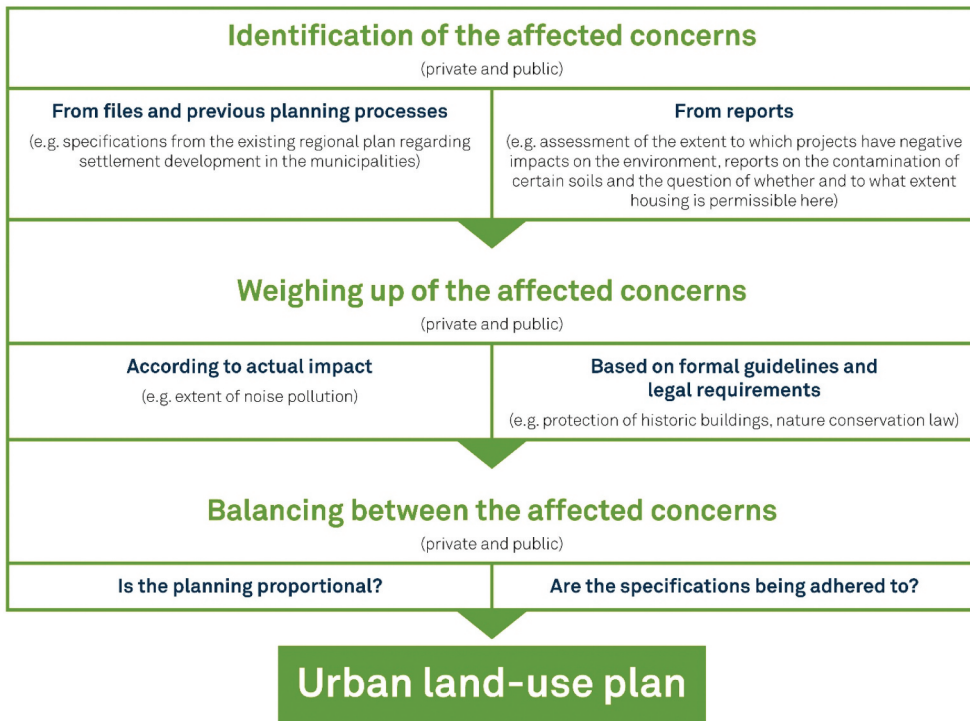 Identification of the affected concerns
(private and public)
From files and previous planning processes
(e.g. specifications from the existing regional plan regarding
settlement development in the municipalities)
From reports
(e.g. assessment of the extent to which projects have negative
impacts on the environment, reports on the contamination of
certain soils and the question of whether and to what extent
housing is permissible here)
Weighing up of the affected concerns
(private and public)
According to actual impact
(e.g. extent of noise pollution)
Based on formal guidelines and
legal requirements
(e.g. protection of historic buildings, nature conservation law)
Balancing between the affected concerns
(private and public)
Is the planning proportional?
Are the specifications being adhered to?
Urban land-use plan